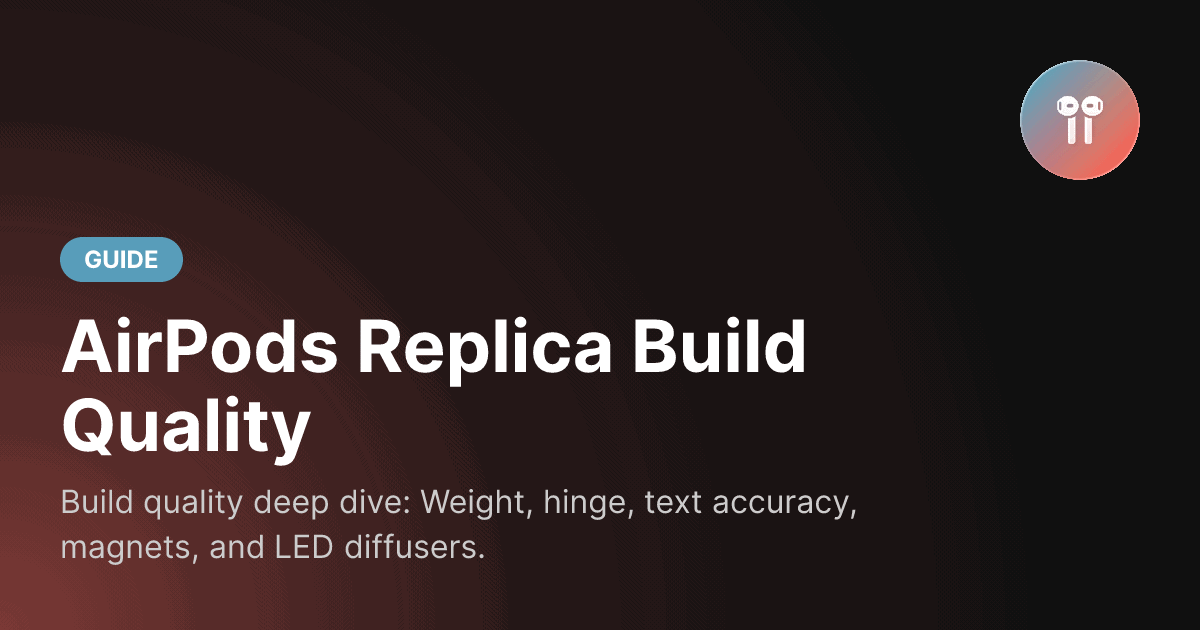 GUIDE
AirPods Replica Build
Quality
Build quality deep dive: Weight, hinge, text accuracy,
magnets, and LED diffusers.